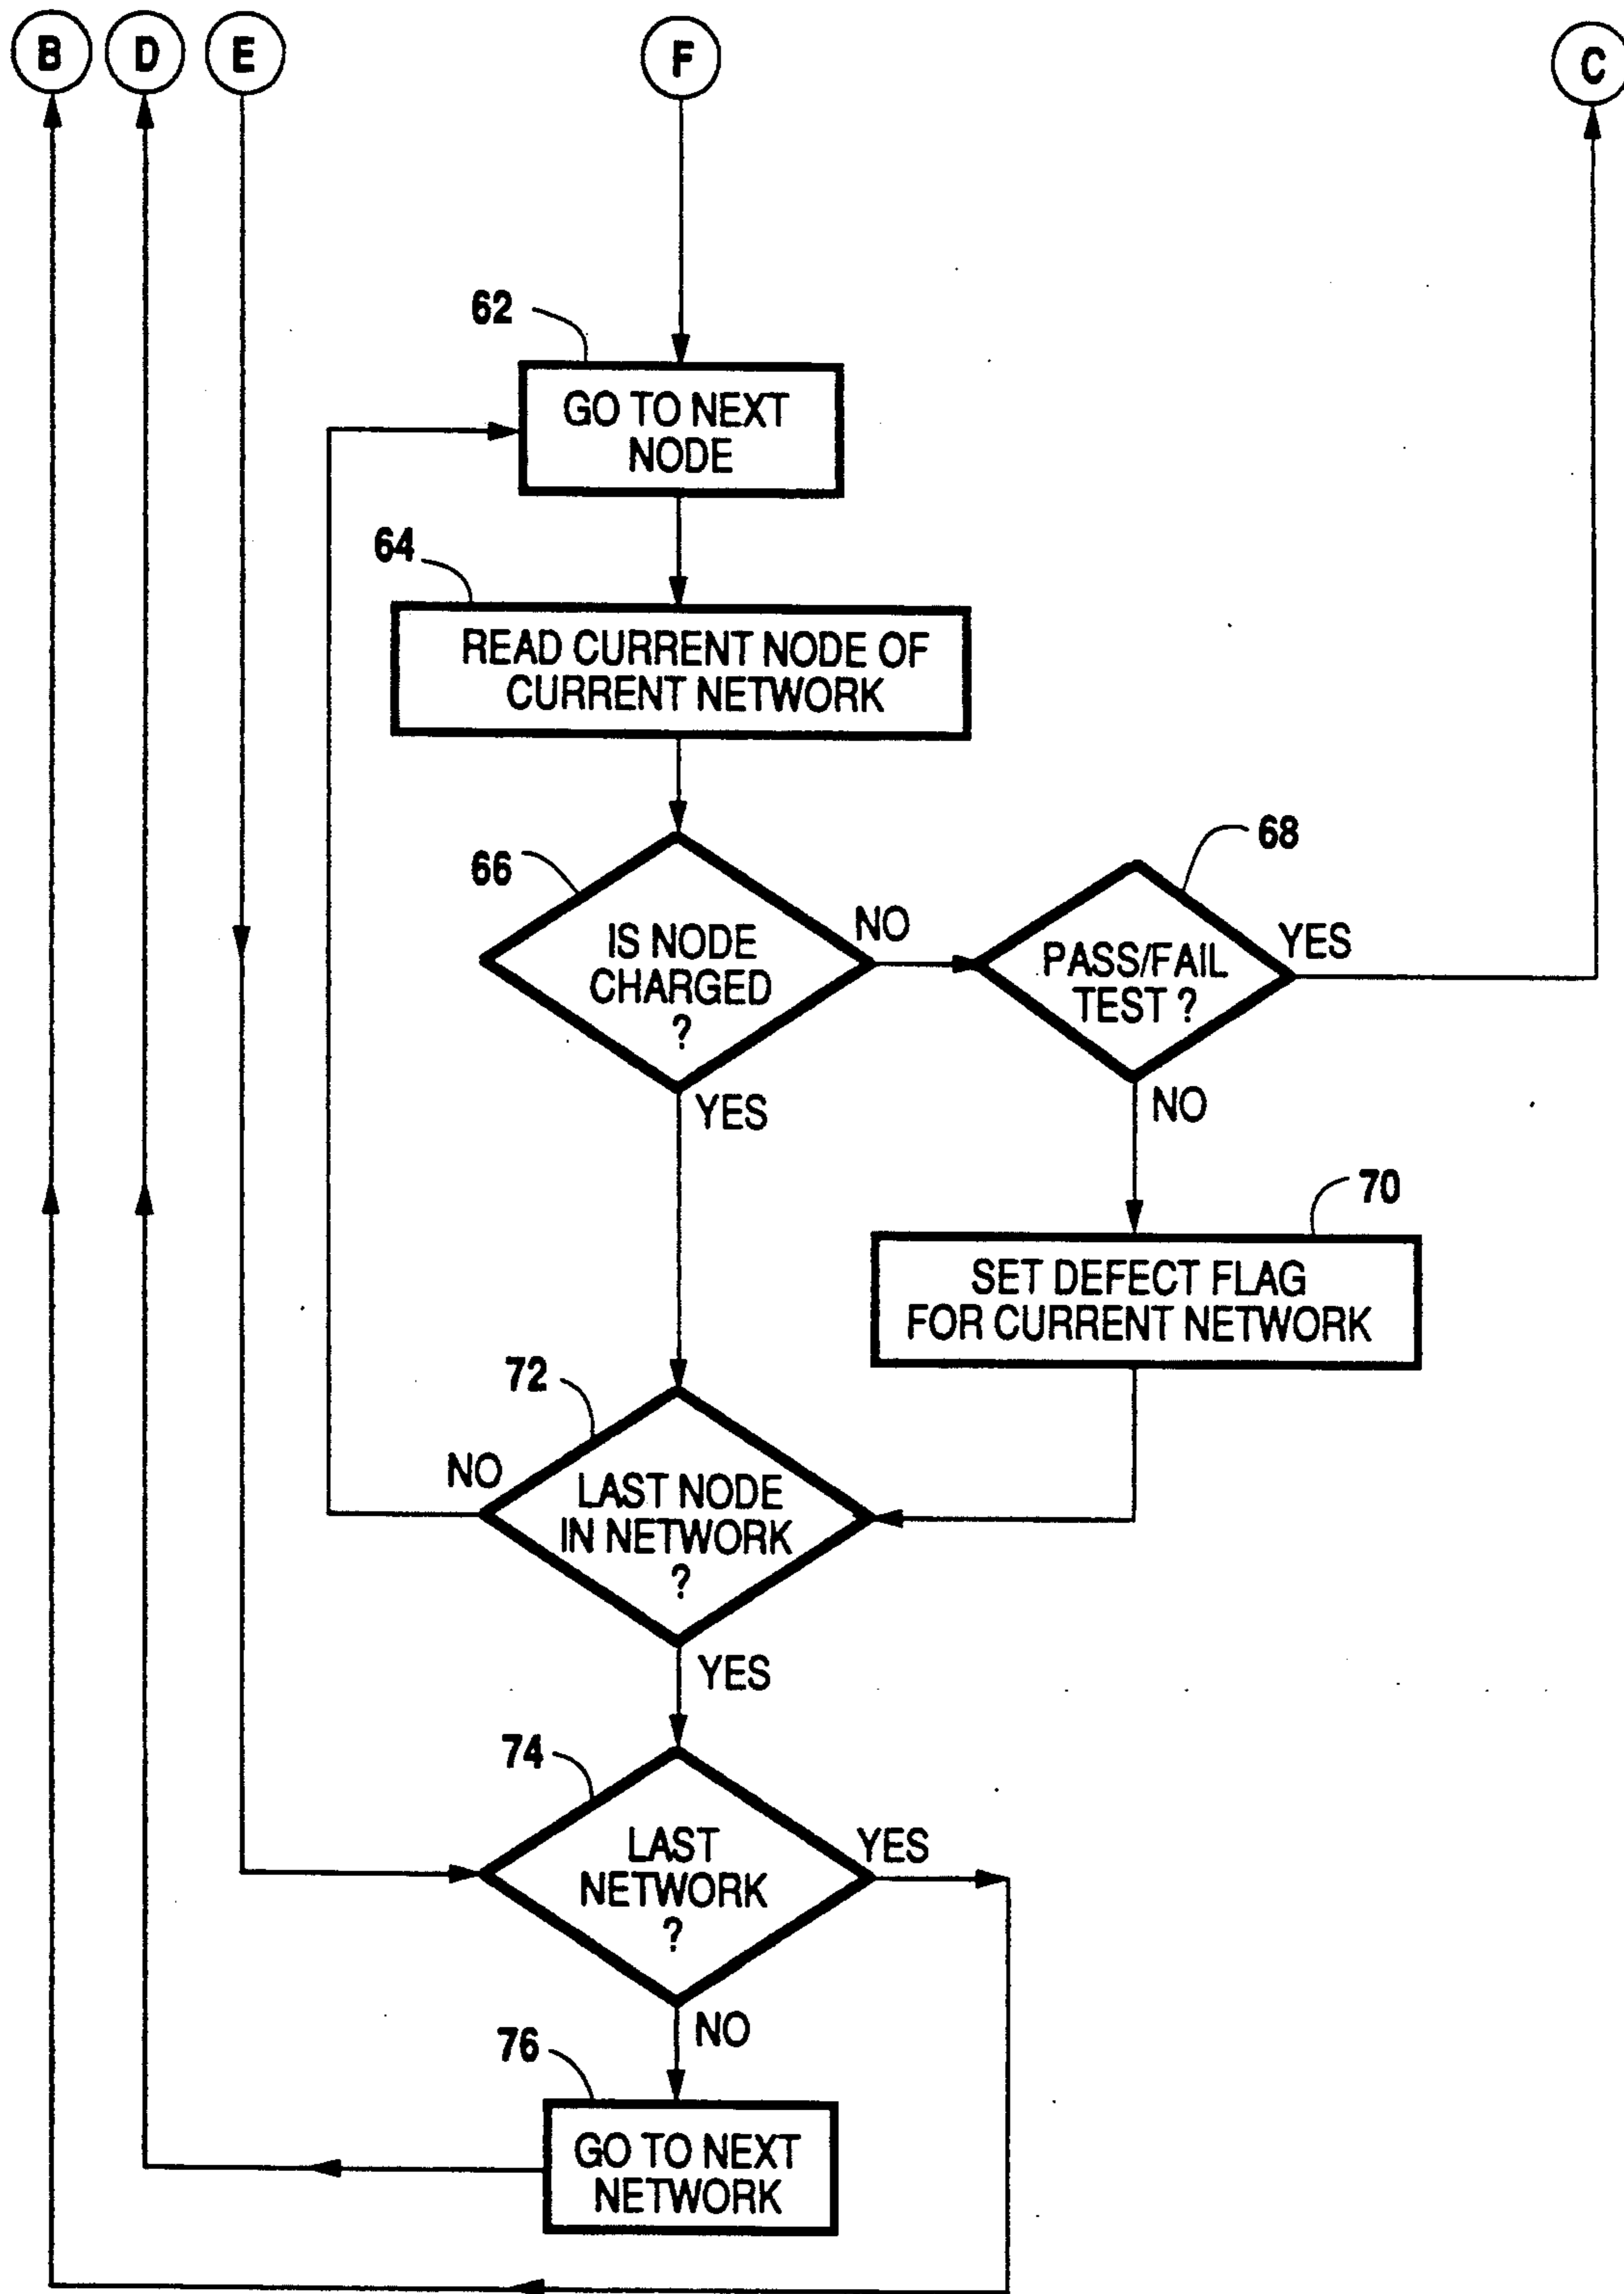 B
D
E
F
C
62
GO TO NEXT
NODE
64
READ CURRENT NODE OF
CURRENT NETWORK
66
IS NODE
CHARGED
?
NO
YES
68
PASS/FAIL
TEST ?
YES
NO
70
SET DEFECT FLAG
FOR CURRENT NETWORK
72
NO
LAST NODE
IN NETWORK
?
YES
74
LAST
NETWORK
?
YES
NO
76
GO TO NEXT
NETWORK